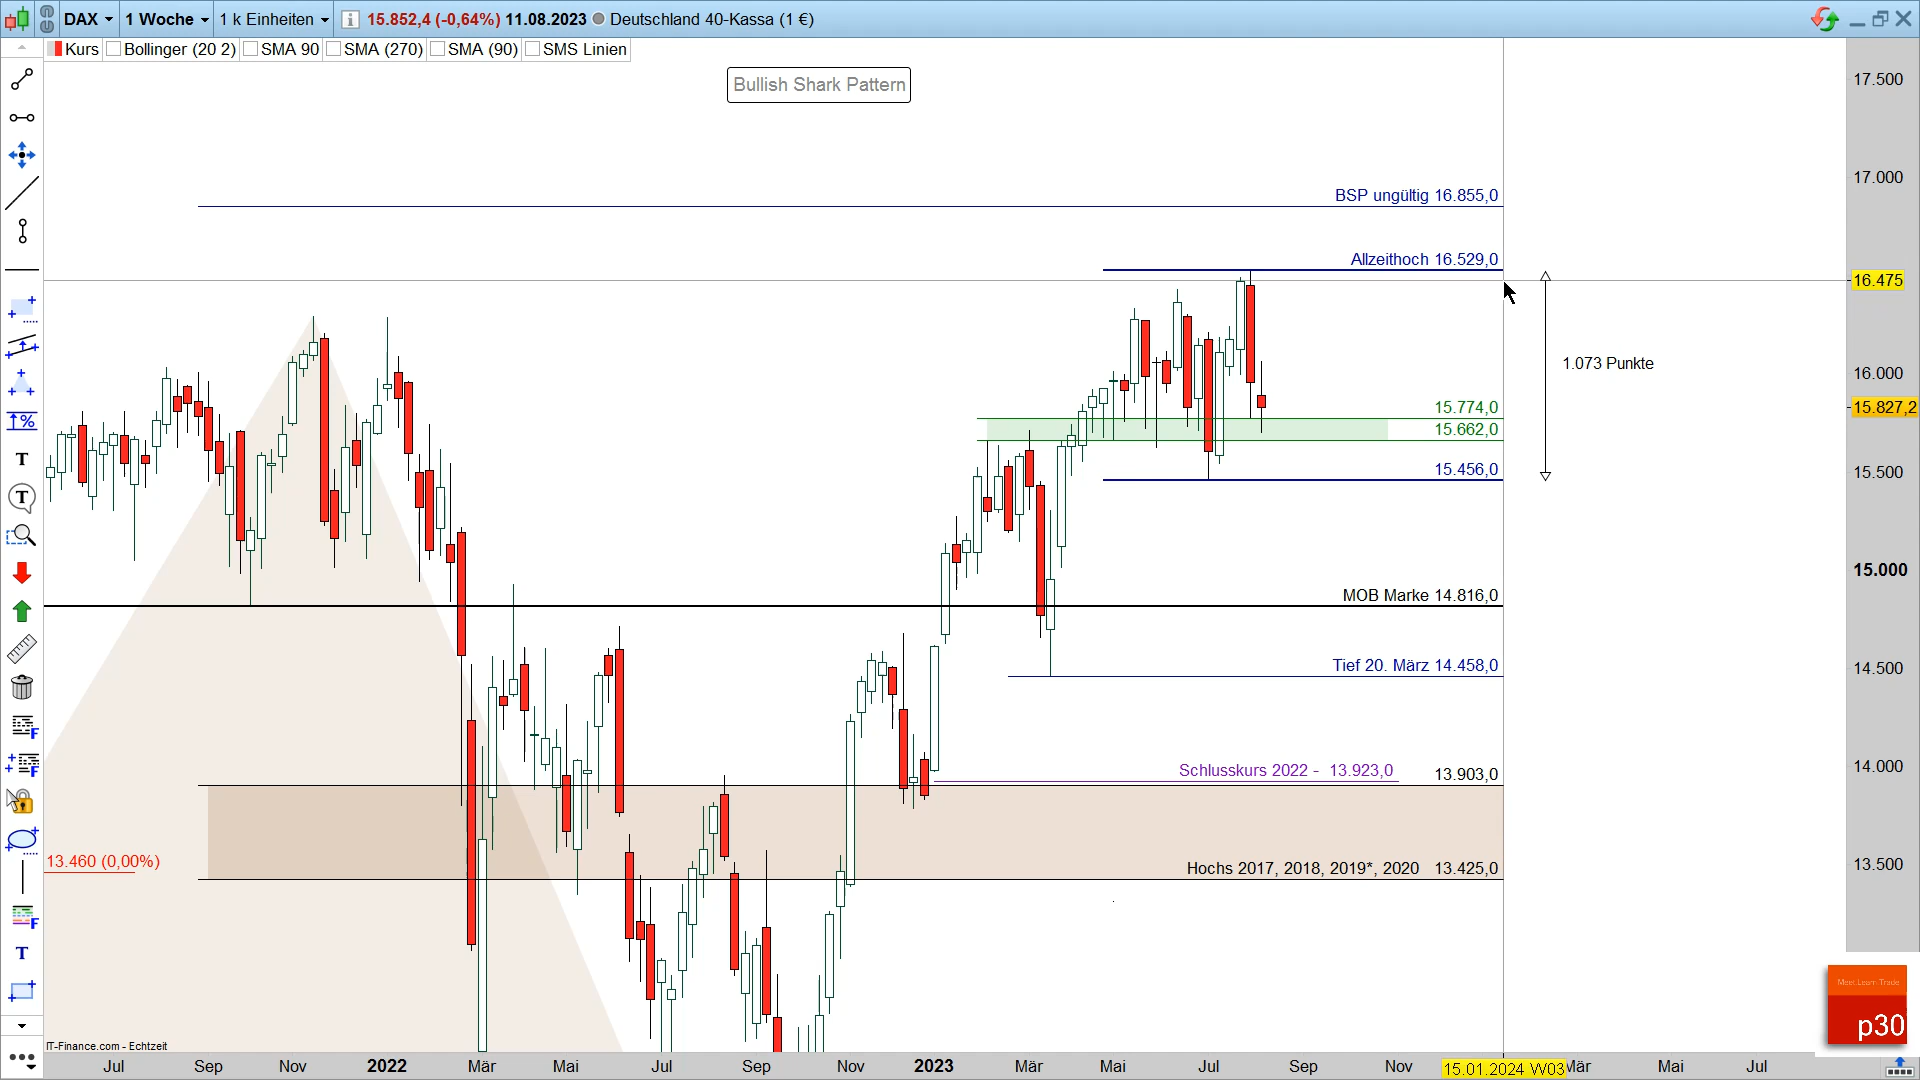 DAX 1 Woche 1 k Einheiten i 15.852,4 (-0,64%) 11.08.2023 Deutschland 40-Kassa (1 €)
Kurs Bollinger (20 2) SMA 90 SMA (270) SMA (90) SMS Linien
Bullish Shark Pattern
17.500
17.000
BSP ungültig 16.855,0
Allzeithoch 16.529,0
16.475
1.073 Punkte
16.000
15.774,0
15.827,2
15.662,0
15.456,0
15.500
15.000
MOB Marke 14.816,0
Tief 20. März 14.458,0
14.500
14.000
Schlusskurs 2022 - 13.923,0
13.903,0
13.460 (0,00%)
Hochs 2017, 2018, 2019*, 2020 13.425,0
13.500
%
T
T
F
F
F
T
Meet Learn Trade
p30
IT-Finance.com - Echtzeit
Jul Sep Nov 2022 Mär Mai Jul Sep Nov 2023 Mär Mai Jul Sep Nov 15.01.2024 W03 Mär Mai Jul